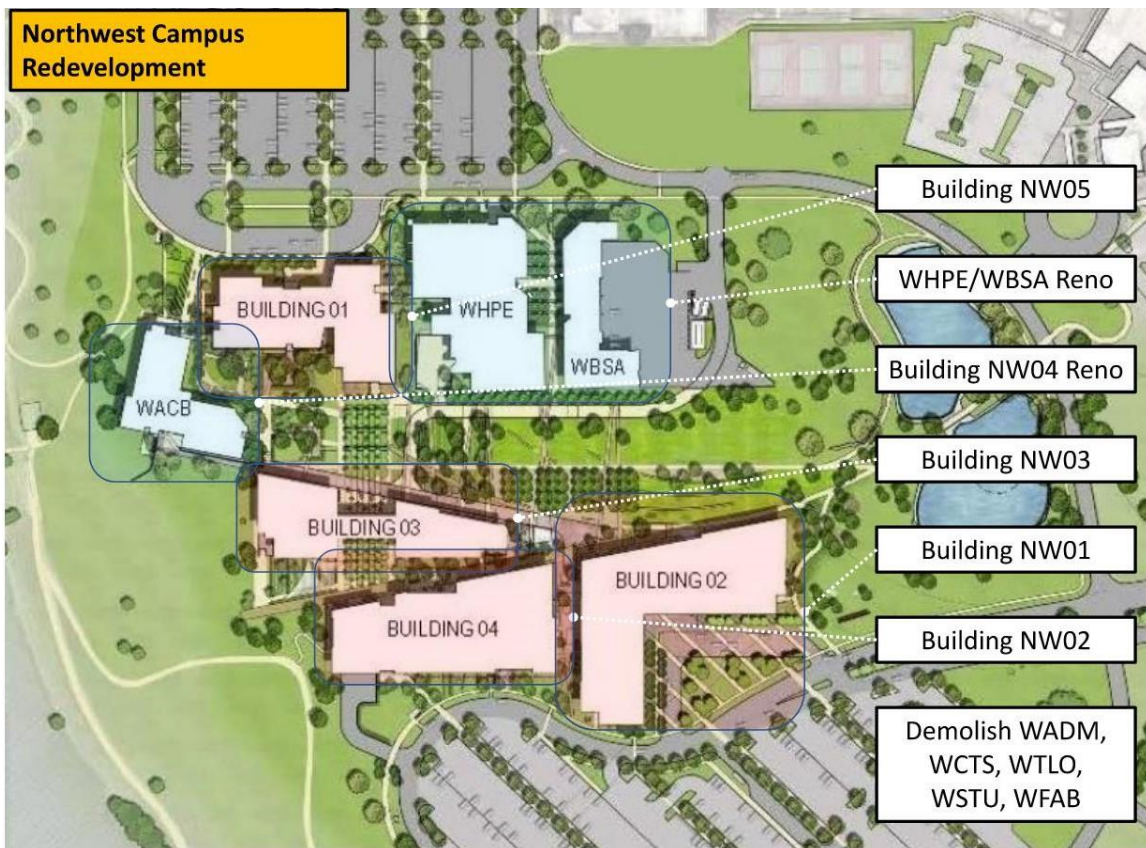 Northwest Campus
Redevelopment
Building NW05
WHPE/WBSA Reno
Building NW04 Reno
Building NW03
Building NW01
Building NW02
Demolish WADM,
WCTS, WTLO,
WSTU, WFAB
BUILDING 01
WHPE
WBSA
WACB
BUILDING 03
BUILDING 02
BUILDING 04